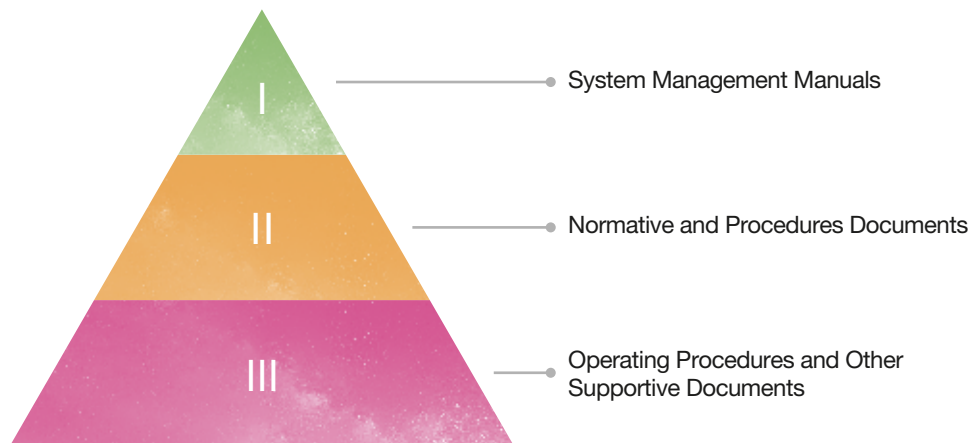 I
System Management Manuals
II
Normative and Procedures Documents
III
Operating Procedures and Other
Supportive Documents